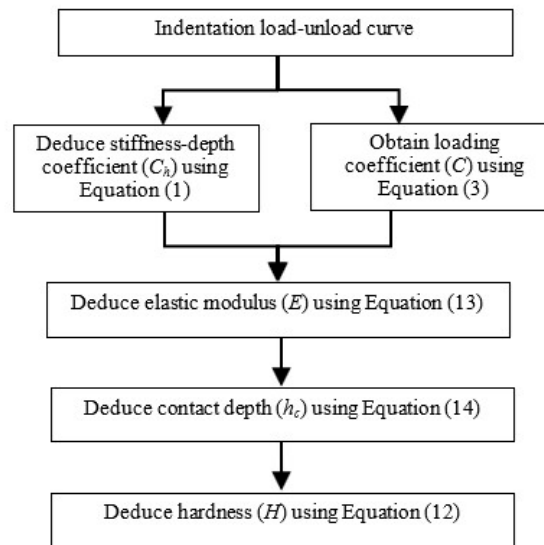 Indentation load-unload curve
Deduce stiffness-depth
coefficient (Ch) using
Equation (1)
Obtain loading
coefficient (C) using
Equation (3)
Deduce elastic modulus (E) using Equation (13)
Deduce contact depth (hc) using Equation (14)
Deduce hardness (H) using Equation (12)